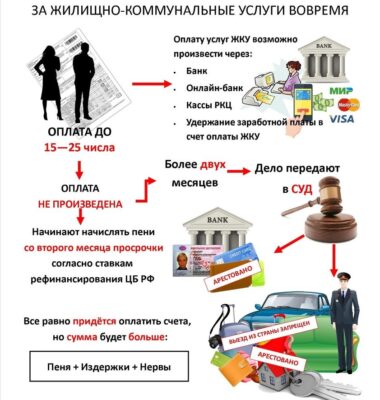 ЗА ЖИЛИЩНО-КОММУНАЛЬНЫЕ УСЛУГИ ВОВРЕМЯ
Оплату услуг ЖКУ возможно
произвести через:
• Банк
• Онлайн-банк
• Кассы РКЦ
• Удержание заработной платы в
счет оплаты ЖКУ
BANK
МИР
MasterCard
VISA
ОПЛАТА ДО
15—25 числа
ОПЛАТА
НЕ ПРОИЗВЕДЕНА
Более двух
месяцев
Дело передают
в СУД
Начинают начислять пени
со второго месяца просрочки
согласно ставкам
рефинансирования ЦБ РФ
BANK
АРЕСТОВАНО
Все равно придётся оплатить счета,
но сумма будет больше:
Пеня + Издержки + Нервы
ВЫЕЗД ИЗ СТРАНЫ ЗАПРЕЩЕН
АРЕСТОВАНО